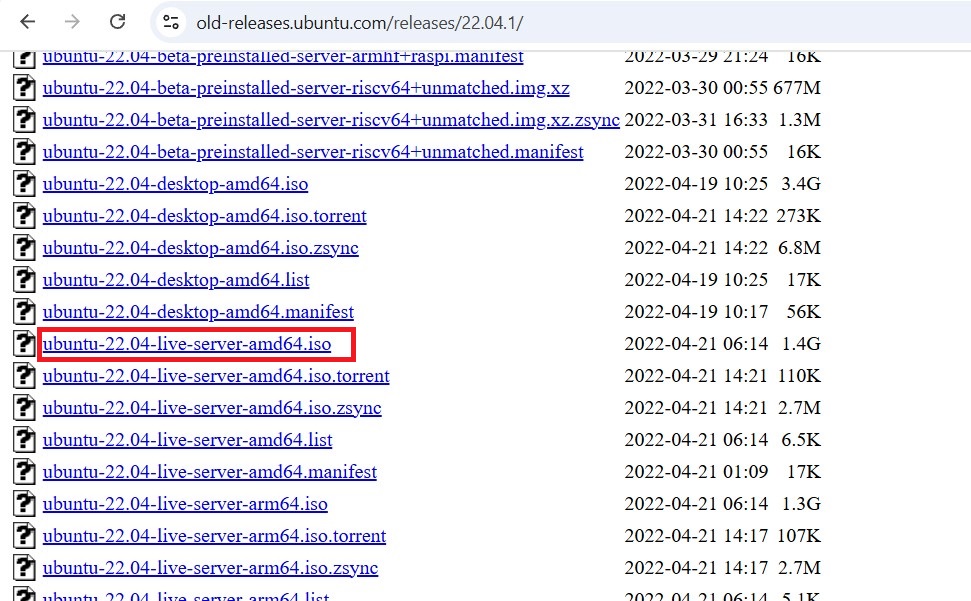 old-releases.ubuntu.com/releases/22.04.1/
ubuntu-22.04-beta-preinstalled-server-armhf+raspi.manifest 2022-03-29 21:24 16K
ubuntu-22.04-beta-preinstalled-server-riscv64+unmatched.img.xz 2022-03-30 00:55 677M
ubuntu-22.04-beta-preinstalled-server-riscv64+unmatched.img.xz.zsync 2022-03-31 16:33 1.3M
ubuntu-22.04-beta-preinstalled-server-riscv64+unmatched.manifest 2022-03-30 00:55 16K
ubuntu-22.04-desktop-amd64.iso 2022-04-19 10:25 3.4G
ubuntu-22.04-desktop-amd64.iso.torrent 2022-04-21 14:22 273K
ubuntu-22.04-desktop-amd64.iso.zsync 2022-04-21 14:22 6.8M
ubuntu-22.04-desktop-amd64.list 2022-04-19 10:25 17K
ubuntu-22.04-desktop-amd64.manifest 2022-04-19 10:17 56K
ubuntu-22.04-live-server-amd64.iso 2022-04-21 06:14 1.4G
ubuntu-22.04-live-server-amd64.iso.torrent 2022-04-21 14:21 110K
ubuntu-22.04-live-server-amd64.iso.zsync 2022-04-21 14:21 2.7M
ubuntu-22.04-live-server-amd64.list 2022-04-21 06:14 6.5K
ubuntu-22.04-live-server-amd64.manifest 2022-04-21 01:09 17K
ubuntu-22.04-live-server-arm64.iso 2022-04-21 06:14 1.3G
ubuntu-22.04-live-server-arm64.iso.torrent 2022-04-21 14:17 107K
ubuntu-22.04-live-server-arm64.iso.zsync 2022-04-21 14:17 2.7M
ubuntu-22.04-live-server-arm64.list 2022-04-21 06:14 5.1K